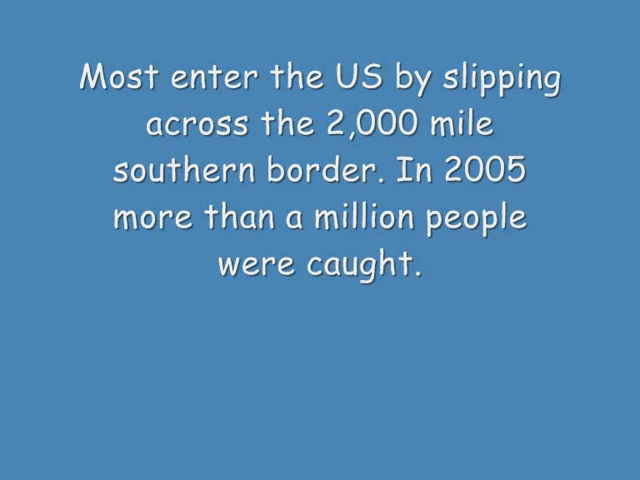 Most enter the US by slipping
across the 2,000 mile
southern border. In 2005
more than a million people
were caught.